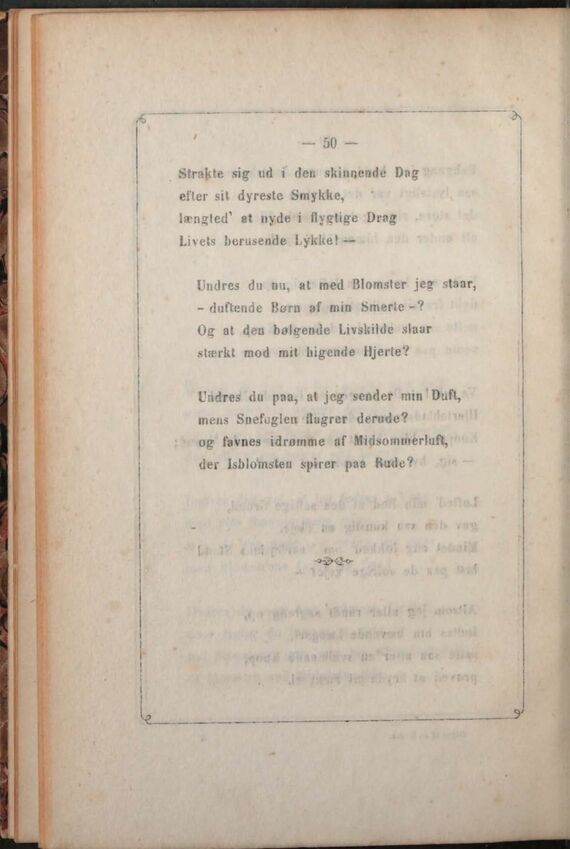 — 50 —
Strakte sig ud i den skinnende Dag
efter sit dyreste Smykke,
længted' at nyde i flygtige Drag
Livets berusende Lykke! —
Undres du nu, at med Blomster jeg staar,
– duftende Børn af min Smerte –?
Og at den bølgende Livskilde slaar
stærkt mod mit higende Hjerte?
Undres du paa, at jeg sender min Duft,
mens Snefuglen flagrer derude?
og favnes idrømme af Midsommerluft,
der Isblomsten spirer paa Rude?